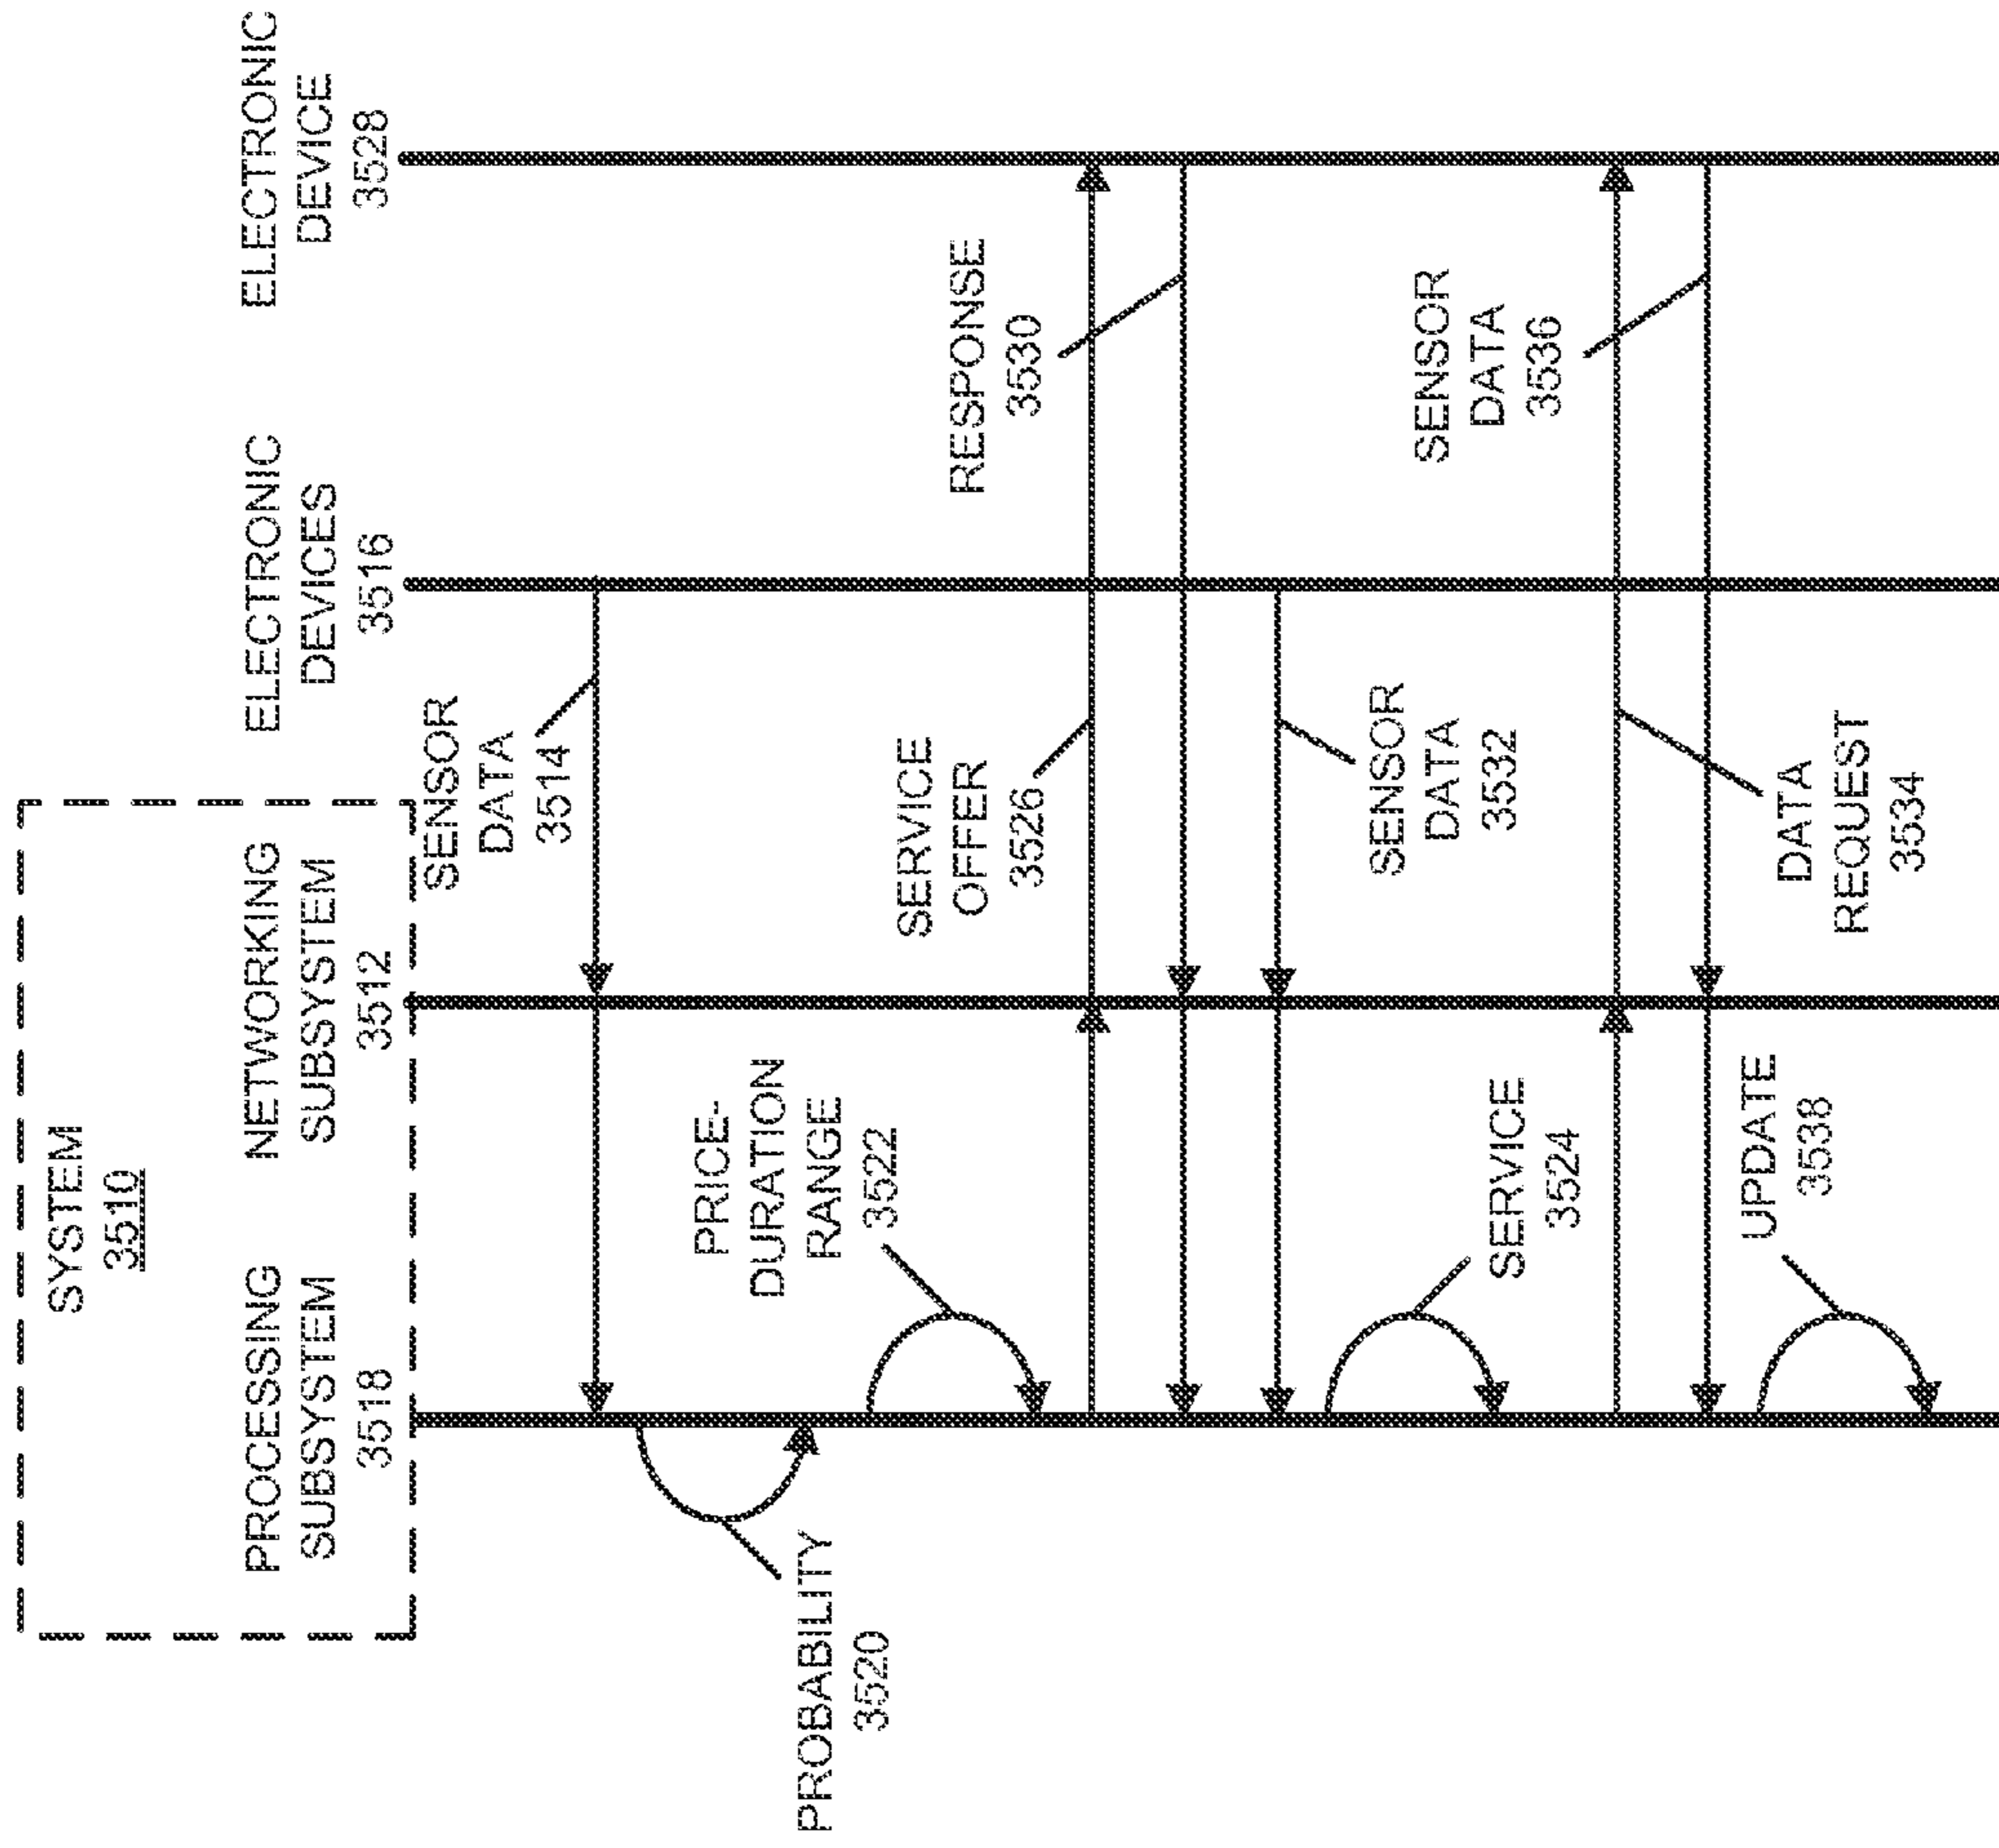 SYSTEM
3510
PROCESSING
SUBSYSTEM
3518
NETWORKING
SUBSYSTEM
3512
ELECTRONIC
DEVICES
3516
ELECTRONIC
DEVICE
3528
SENSOR
DATA
3514
PROBABILITY
3520
PRICE-
DURATION
RANGE
3522
SERVICE
OFFER
3526
RESPONSE
3530
SENSOR
DATA
3532
SERVICE
3524
SENSOR
DATA
3536
DATA
REQUEST
3534
UPDATE
3538